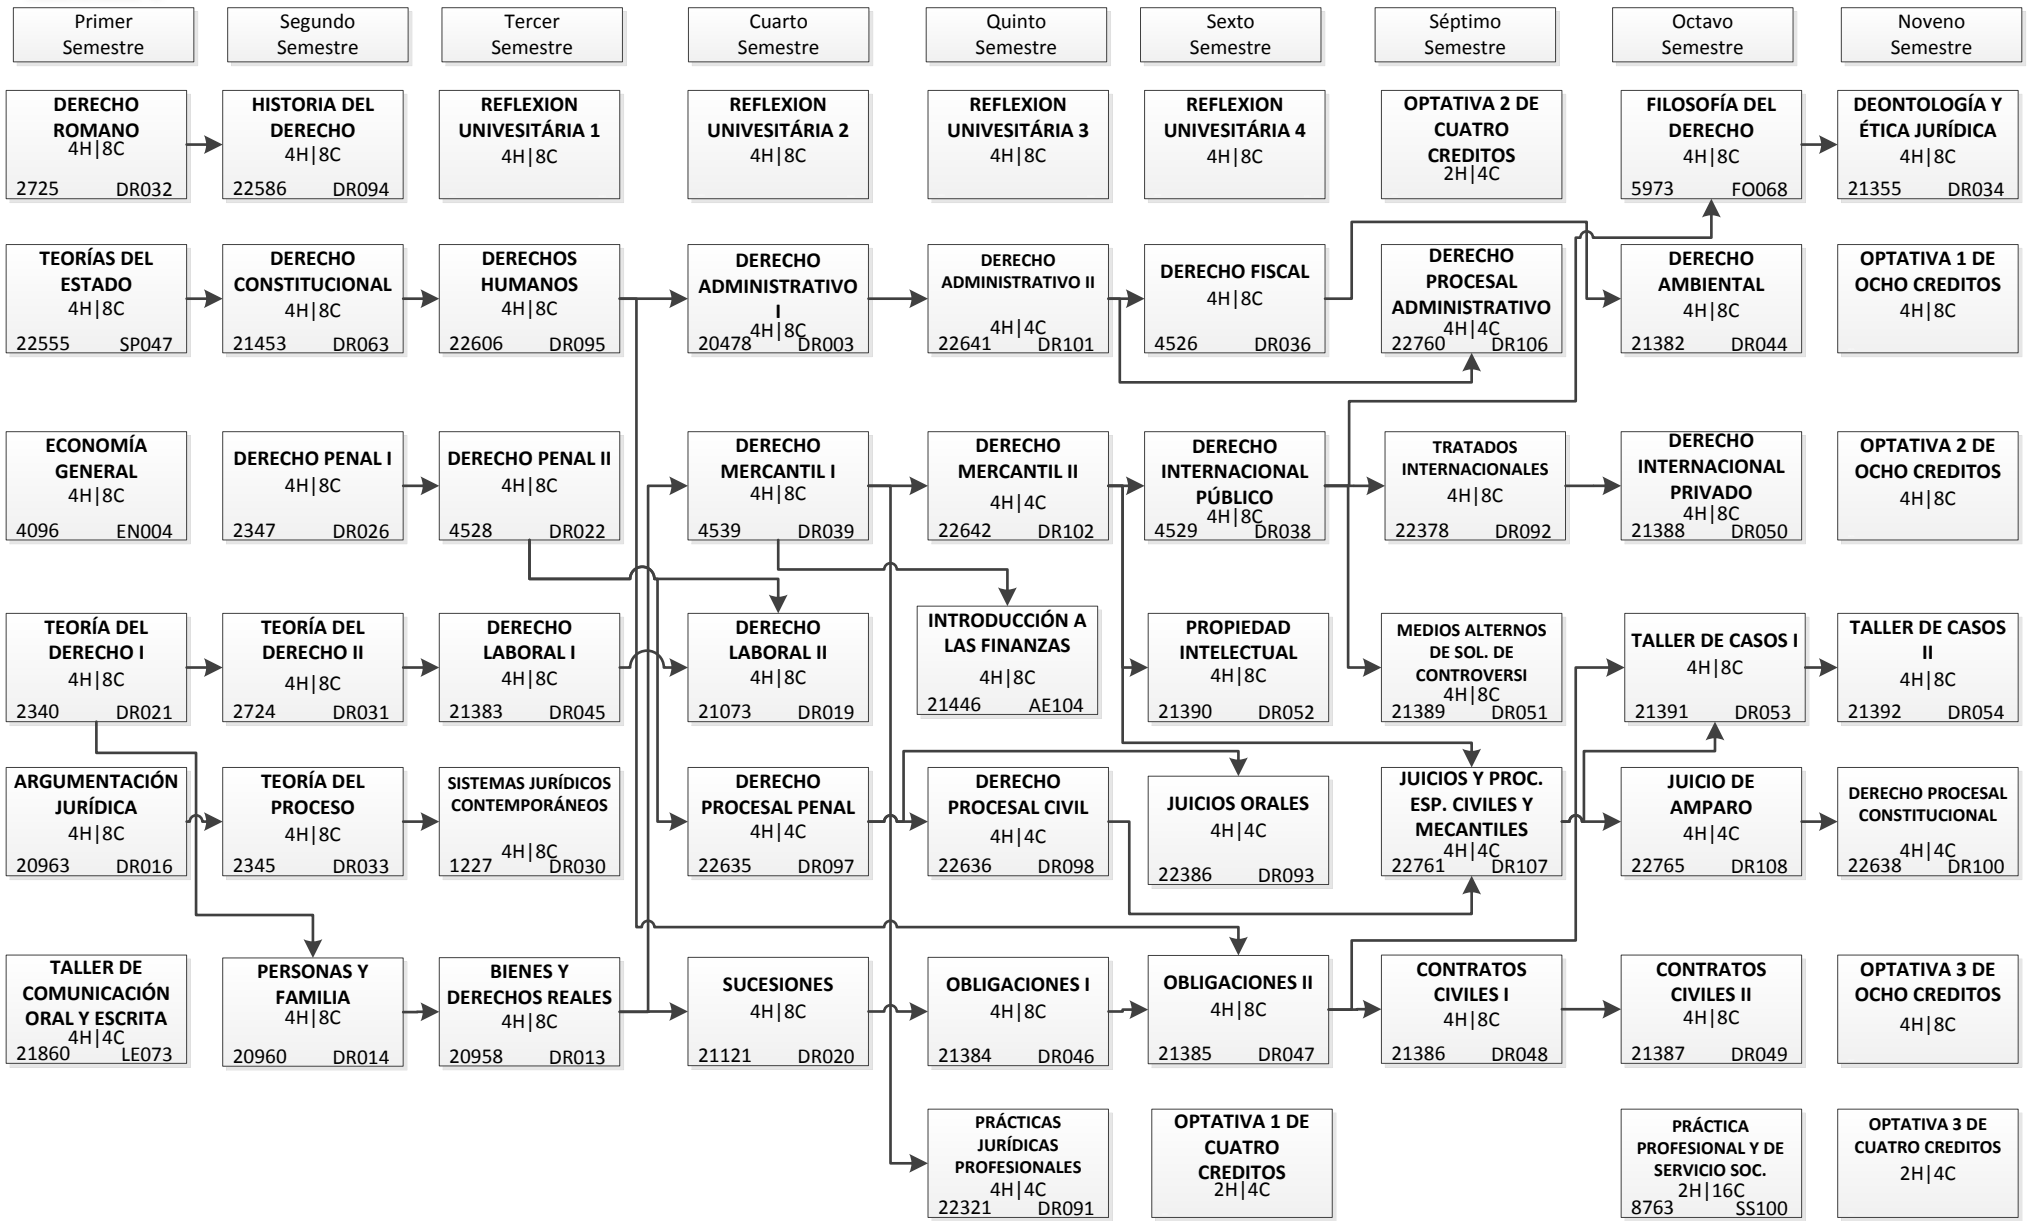 Primer
Semestre
Segundo
Semestre
Tercer
Semestre
Cuarto
Semestre
Quinto
Semestre
Sexto
Semestre
Séptimo
Semestre
Octavo
Semestre
Noveno
Semestre
DERECHO
ROMANO
4H|8C
2725 DR032
HISTORIA DEL
DERECHO
4H|8C
22586 DR094
REFLEXION
UNIVESITÁRIA 1
4H|8C
REFLEXION
UNIVESITÁRIA 2
4H|8C
REFLEXION
UNIVESITÁRIA 3
4H|8C
REFLEXION
UNIVESITÁRIA 4
4H|8C
OPTATIVA 2 DE
CUATRO
CREDITOS
2H|4C
FILOSOFÍA DEL
DERECHO
4H|8C
5973 FO068
DEONTOLOGÍA Y
ÉTICA JURÍDICA
4H|8C
21355 DR034
TEORÍAS DEL
ESTADO
4H|8C
22555 SP047
DERECHO
CONSTITUCIONAL
4H|8C
21453 DR063
DERECHOS
HUMANOS
4H|8C
22606 DR095
DERECHO
ADMINISTRATIVO
I
4H|8C
20478 DR003
DERECHO
ADMINISTRATIVO II
4H|4C
22641 DR101
DERECHO FISCAL
4H|8C
4526 DR036
DERECHO
PROCESAL
ADMINISTRATIVO
4H|4C
22760 DR106
DERECHO
AMBIENTAL
4H|8C
21382 DR044
OPTATIVA 1 DE
OCHO CREDITOS
4H|8C
ECONOMÍA
GENERAL
4H|8C
4096 EN004
DERECHO PENAL I
4H|8C
2347 DR026
DERECHO PENAL II
4H|8C
4528 DR022
DERECHO
MERCANTIL I
4H|8C
4539 DR039
DERECHO
MERCANTIL II
4H|4C
22642 DR102
DERECHO
INTERNACIONAL
PÚBLICO
4H|8C
4529 DR038
TRATADOS
INTERNACIONALES
4H|8C
22378 DR092
DERECHO
INTERNACIONAL
PRIVADO
4H|8C
21388 DR050
OPTATIVA 2 DE
OCHO CREDITOS
4H|8C
TEORÍA DEL
DERECHO I
4H|8C
2340 DR021
TEORÍA DEL
DERECHO II
4H|8C
2724 DR031
DERECHO
LABORAL I
4H|8C
21383 DR045
DERECHO
LABORAL II
4H|8C
21073 DR019
INTRODUCCIÓN A
LAS FINANZAS
4H|8C
21446 AE104
PROPIEDAD
INTELECTUAL
4H|8C
21390 DR052
MEDIOS ALTERNOS
DE SOL. DE
CONTROVERSI
4H|8C
21389 DR051
TALLER DE CASOS I
4H|8C
21391 DR053
TALLER DE CASOS
II
4H|8C
21392 DR054
ARGUMENTACIÓN
JURÍDICA
4H|8C
20963 DR016
TEORÍA DEL
PROCESO
4H|8C
2345 DR033
SISTEMAS JURÍDICOS
CONTEMPORÁNEOS
4H|8C
1227 DR030
DERECHO
PROCESAL PENAL
4H|4C
22635 DR097
DERECHO
PROCESAL CIVIL
4H|4C
22636 DR098
JUICIOS ORALES
4H|4C
22386 DR093
JUICIOS Y PROC.
ESP. CIVILES Y
MECANTILES
4H|4C
22761 DR107
JUICIO DE
AMPARO
4H|4C
22765 DR108
DERECHO PROCESAL
CONSTITUCIONAL
4H|4C
22638 DR100
TALLER DE
COMUNICACIÓN
ORAL Y ESCRITA
4H|4C
21860 LE073
PERSONAS Y
FAMILIA
4H|8C
20960 DR014
BIENES Y
DERECHOS REALES
4H|8C
20958 DR013
SUCESIONES
4H|8C
21121 DR020
OBLIGACIONES I
4H|8C
21384 DR046
OBLIGACIONES II
4H|8C
21385 DR047
CONTRATOS
CIVILES I
4H|8C
21386 DR048
CONTRATOS
CIVILES II
4H|8C
21387 DR049
OPTATIVA 3 DE
OCHO CREDITOS
4H|8C
PRÁCTICAS
JURÍDICAS
PROFESIONALES
4H|4C
22321 DR091
OPTATIVA 1 DE
CUATRO
CREDITOS
2H|4C
PRÁCTICA
PROFESIONAL Y DE
SERVICIO SOC.
2H|16C
8763 SS100
OPTATIVA 3 DE
CUATRO CREDITOS
2H|4C